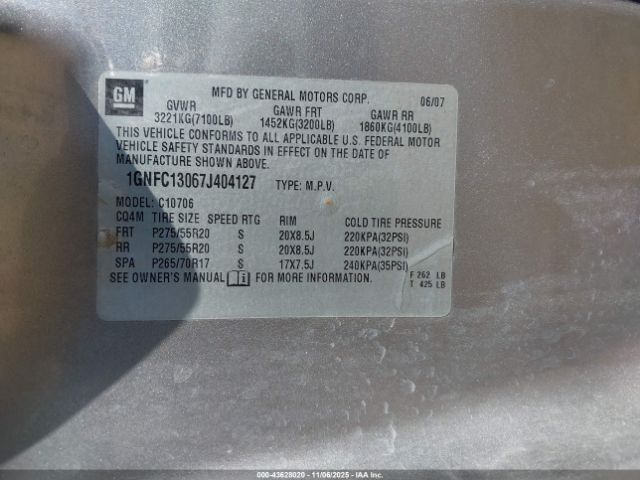 GM
MFD BY GENERAL MOTORS CORP. 06/07
GVWR GAWR FRT GAWR RR
3221KG(7100LB) 1452KG(3200LB) 1860KG(4100LB)
THIS VEHICLE CONFORMS TO ALL APPLICABLE U.S. FEDERAL MOTOR
VEHICLE SAFETY STANDARDS IN EFFECT ON THE DATE OF
MANUFACTURE SHOWN ABOVE.
1GNFC13067J404127 TYPE: M.P.V.
MODEL: C10706
CQ4M TIRE SIZE SPEED RTG RIM COLD TIRE PRESSURE
FRT P275/55R20 S 20X8.5J 220KPA(32PSI)
RR P275/55R20 S 20X8.5J 220KPA(32PSI)
SPA P265/70R17 S 17X7.5J 240KPA(35PSI)
SEE OWNER'S MANUAL i FOR MORE INFORMATION.
F 262 LB
T 425 LB
000-43628020 - 11/06/2025 - IAAI.COM